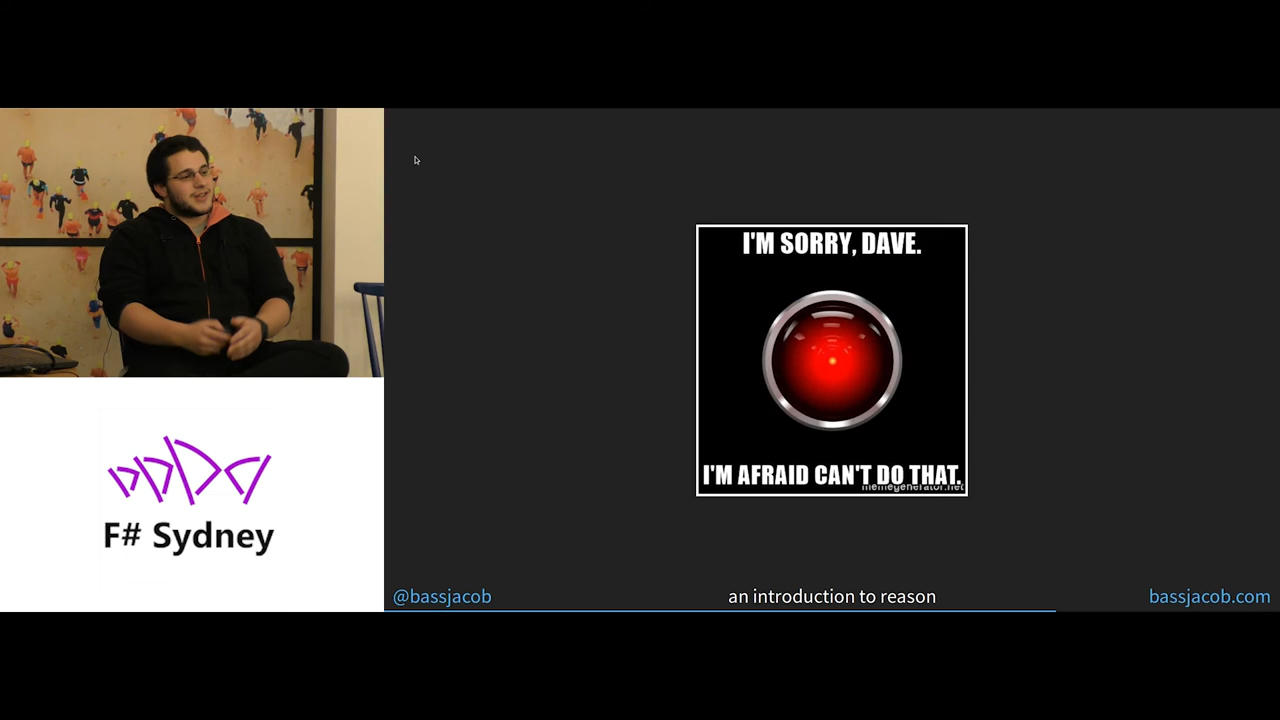 I'M SORRY, DAVE.
I'M AFRAID CAN'T DO THAT.
memegenerator.net
F# Sydney
@bassjacob
an introduction to reason
bassjacob.com